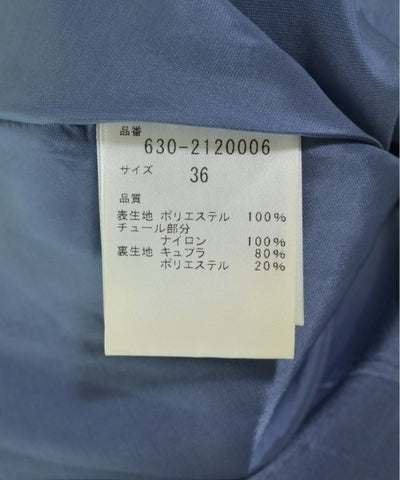 品番
630-2120006
サイズ 36
品質
表生地 ポリエステル 100%
チュール部分
ナイロン 100%
裏生地 キュプラ 80%
ポリエステル 20%